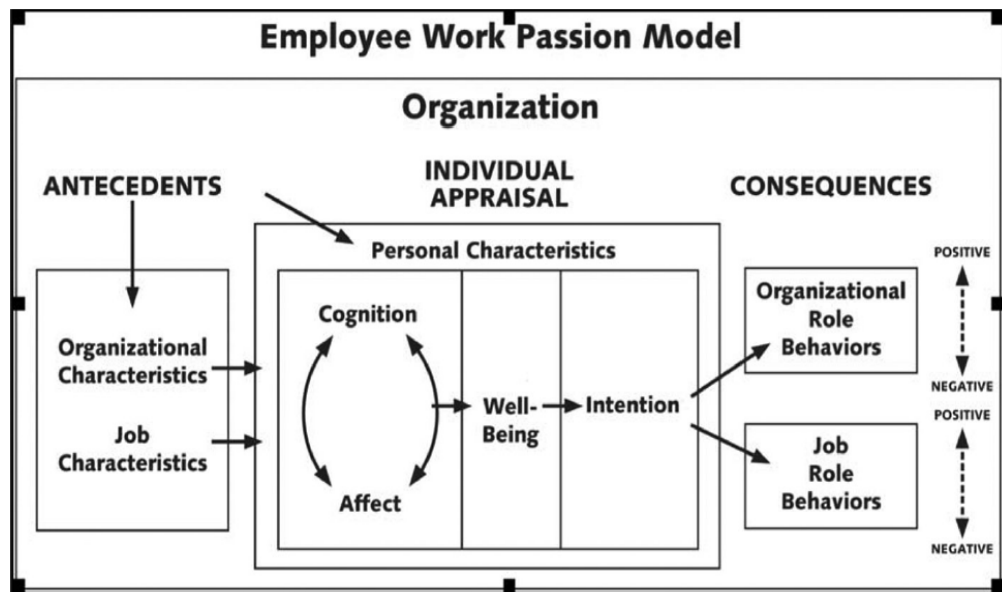 Employee Work Passion Model
Organization
ANTECEDENTS
INDIVIDUAL
APPRAISAL
CONSEQUENCES
Personal Characteristics
Organizational
Characteristics
Job
Characteristics
Cognition
Affect
Well-
Being
Intention
Organizational
Role
Behaviors
POSITIVE
NEGATIVE
Job
Role
Behaviors
POSITIVE
NEGATIVE